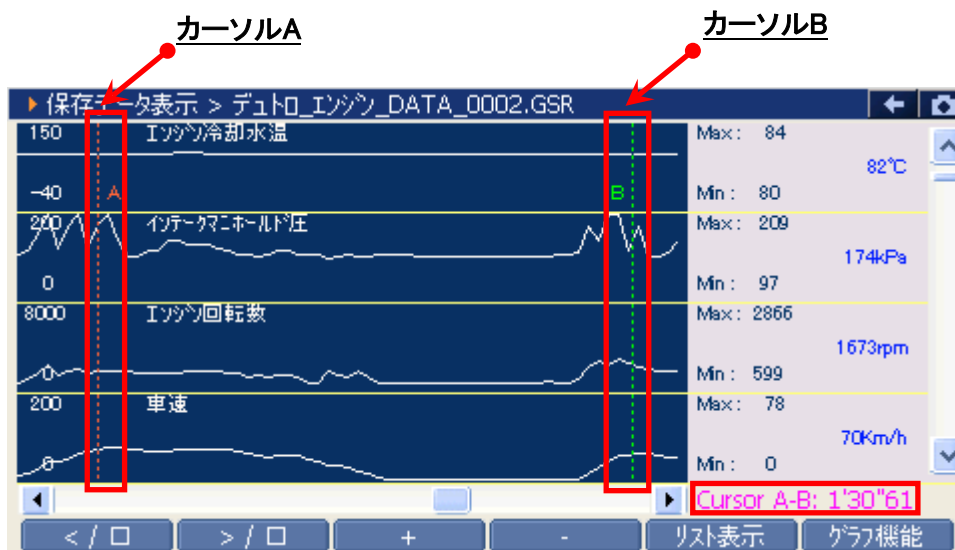 カーソルA
カーソルB
保存データ表示 > デュトロ_エンジン_DATA_0002.GSR
150 エンジン冷却水温 Max: 84
82℃
-40 A B Min: 80
200 インテークマニホールド圧 Max: 209
174kPa
0 Min: 97
8000 エンジン回転数 Max: 2866
1673rpm
0 Min: 599
200 車速 Max: 78
70Km/h
0 Min: 0
Cursor A-B: 1'30"61
< / ロ > / ロ + - リスト表示 グラフ機能